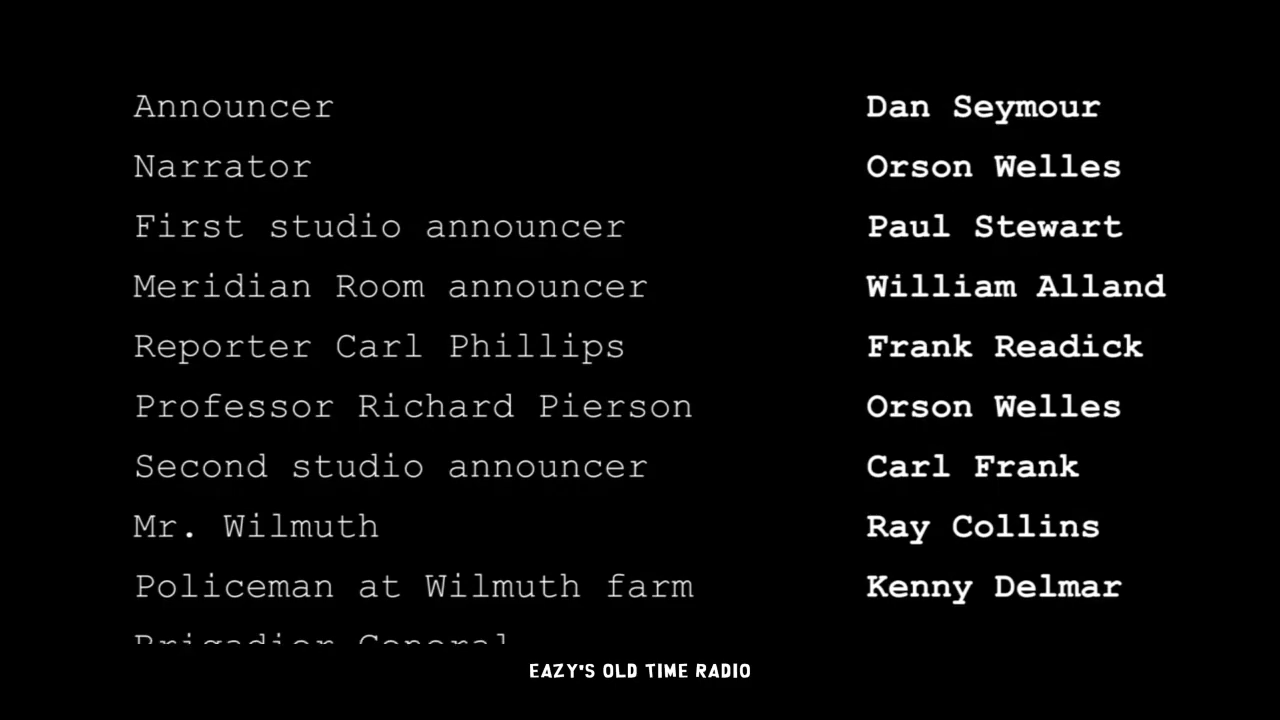 Announcer Dan Seymour
Narrator Orson Welles
First studio announcer Paul Stewart
Meridian Room announcer William Alland
Reporter Carl Phillips Frank Readick
Professor Richard Pierson Orson Welles
Second studio announcer Carl Frank
Mr. Wilmuth Ray Collins
Policeman at Wilmuth farm Kenny Delmar
Brigadier General
EAZY'S OLD TIME RADIO